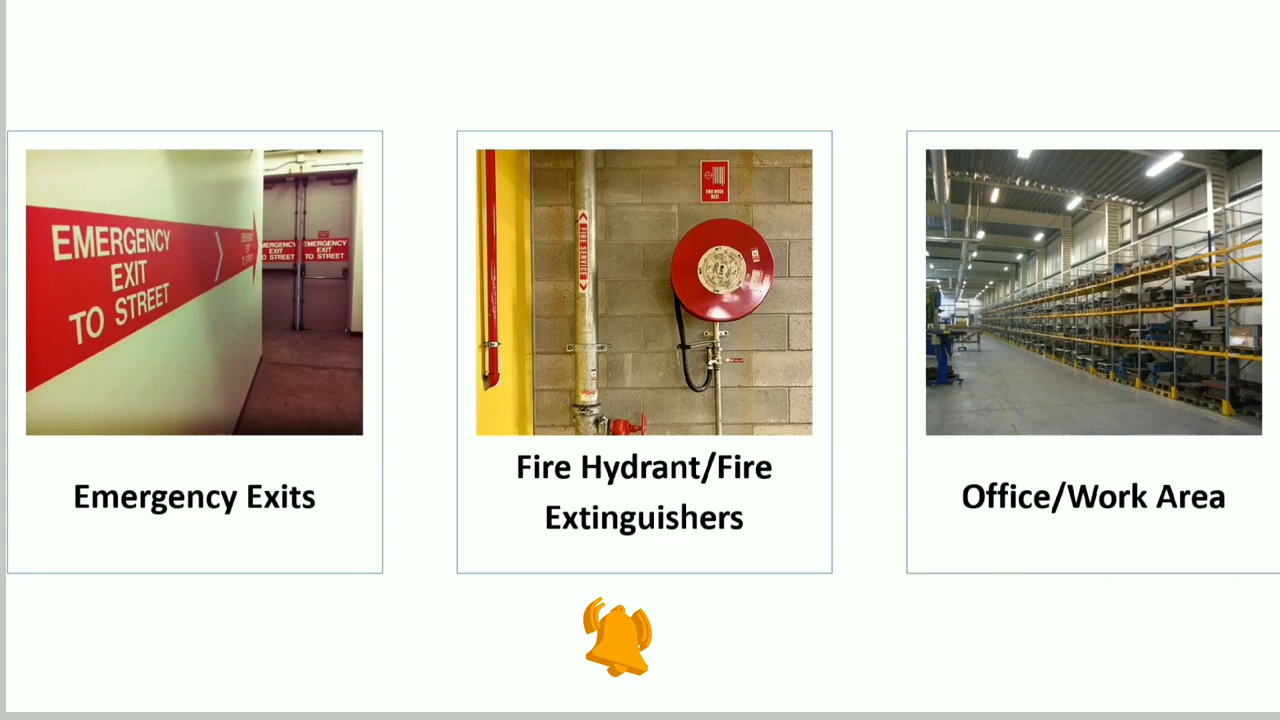 EMERGENCY
EXIT
TO STREET
EMERGENCY
EXIT
TO STREET
EMERGENCY
EXIT
TO STREET
FIRE SERVICE
FIRE HOSE
REEL
Emergency Exits
Fire Hydrant/Fire
Extinguishers
Office/Work Area